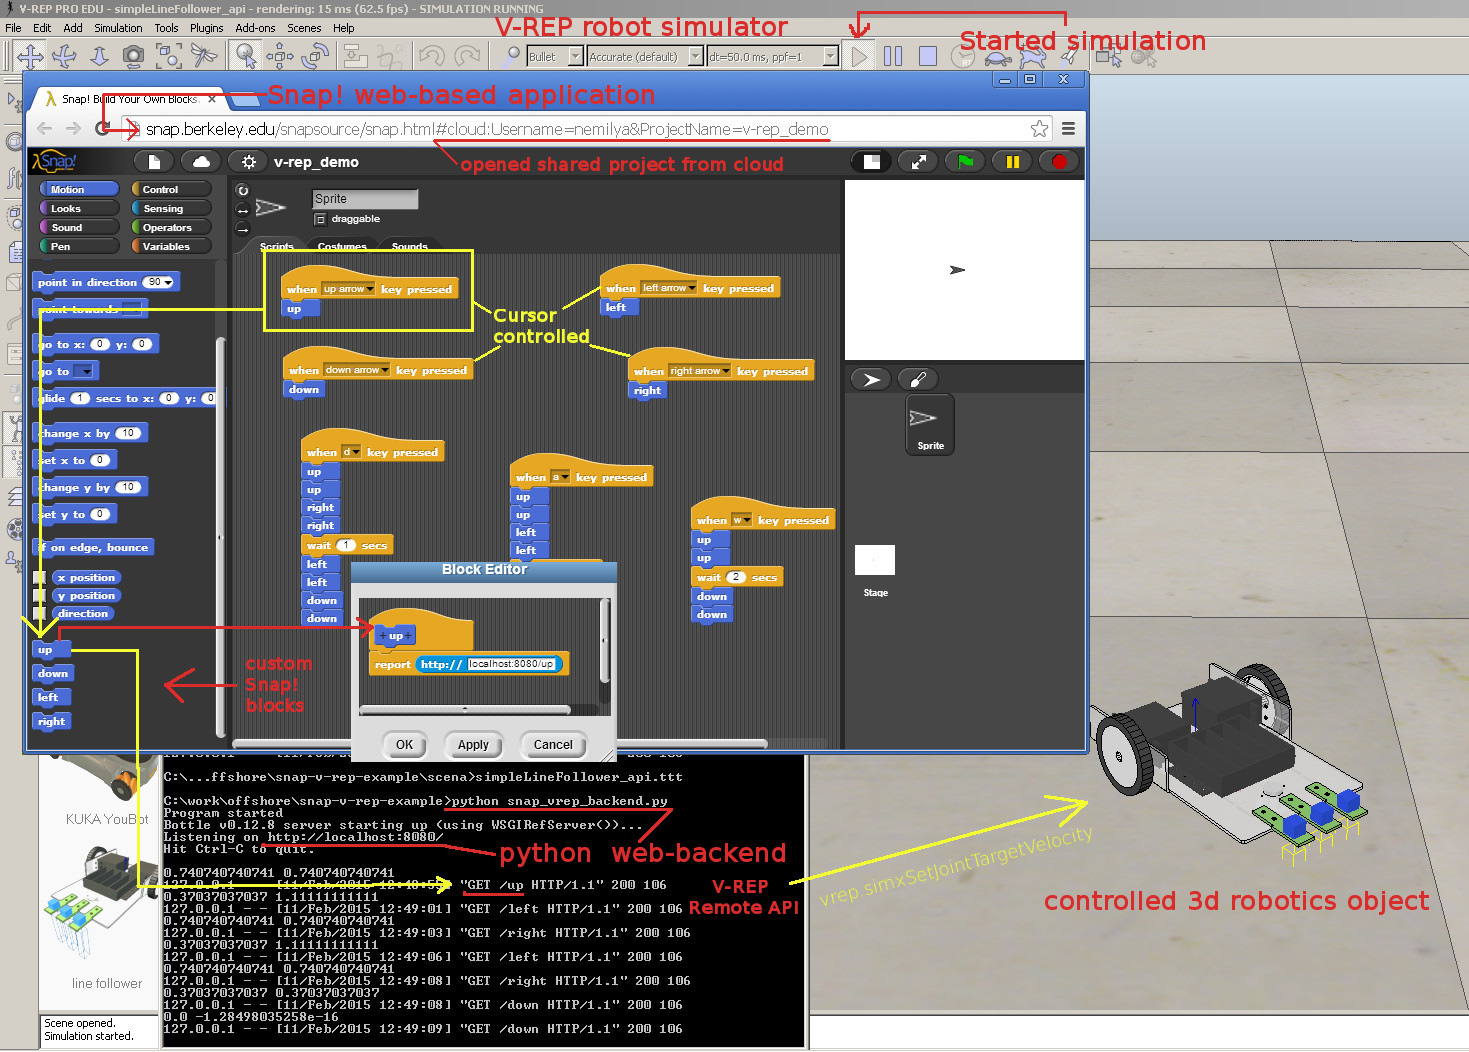 V-REP PRO EDU - simpleLineFollower_api - rendering: 15 ms (62.5 fps) - SIMULATION RUNNING
File Edit Add Simulation Tools Plugins Add-ons Scenes Help
V-REP robot simulator
Started simulation
Bullet Accurate (default) dt=50.0 ms, ppf=1
Snap! Build Your Own Blocks.
Snap! web-based application
snap.berkeley.edu/snapsource/snap.html#cloud:Username=nemilya&ProjectName=v-rep_demo
opened shared project from cloud
Snap!
v-rep_demo
Motion Control
Looks Sensing
Sound Operators
Pen Variables
Sprite
draggable
Scripts Costumes Sounds
point in direction 90
point towards
go to x: 0 y: 0
go to
glide 1 secs to x: 0 y: 0
change x by 10
set x to 0
change y by 10
set y to 0
if on edge, bounce
x position
y position
direction
up
down
left
right
custom
Snap!
blocks
when up arrow key pressed
up
when left arrow key pressed
left
Cursor
controlled
when down arrow key pressed
down
when right arrow key pressed
right
when d key pressed
up
up
right
right
wait 1 secs
left
left
down
down
when a key pressed
up
up
left
left
when w key pressed
up
up
wait 2 secs
down
down
Block Editor
+ up +
report http:// localhost:8080/up
OK Apply Cancel
Sprite
Stage
KUKA YouBot
line follower
Scene opened.
Simulation started.
C:\...ffshore\snap-v-rep-example\scena>simpleLineFollower_api.ttt
C:\work\offshore\snap-v-rep-example>python snap_vrep_backend.py
Program started
Bottle v0.12.8 server starting up (using WSGIRefServer())...
Listening on http://localhost:8080/
Hit Ctrl-C to quit.
python web-backend
0.740740740741 0.740740740741
127.0.0.1 - - [11/Feb/2015 12:48:5 "GET /up HTTP/1.1" 200 106
0.37037037037 1.11111111111
127.0.0.1 - - [11/Feb/2015 12:49:01] "GET /left HTTP/1.1" 200 106
0.740740740741 0.740740740741
127.0.0.1 - - [11/Feb/2015 12:49:03] "GET /right HTTP/1.1" 200 106
0.37037037037 1.11111111111
127.0.0.1 - - [11/Feb/2015 12:49:06] "GET /left HTTP/1.1" 200 106
0.740740740741 0.740740740741
127.0.0.1 - - [11/Feb/2015 12:49:08] "GET /right HTTP/1.1" 200 106
0.37037037037 0.37037037037
127.0.0.1 - - [11/Feb/2015 12:49:08] "GET /down HTTP/1.1" 200 106
0.0 -1.28498035258e-16
127.0.0.1 - - [11/Feb/2015 12:49:09] "GET /down HTTP/1.1" 200 106
V-REP
Remote API
vrep.simxSetJointTargetVelocity
controlled 3d robotics object